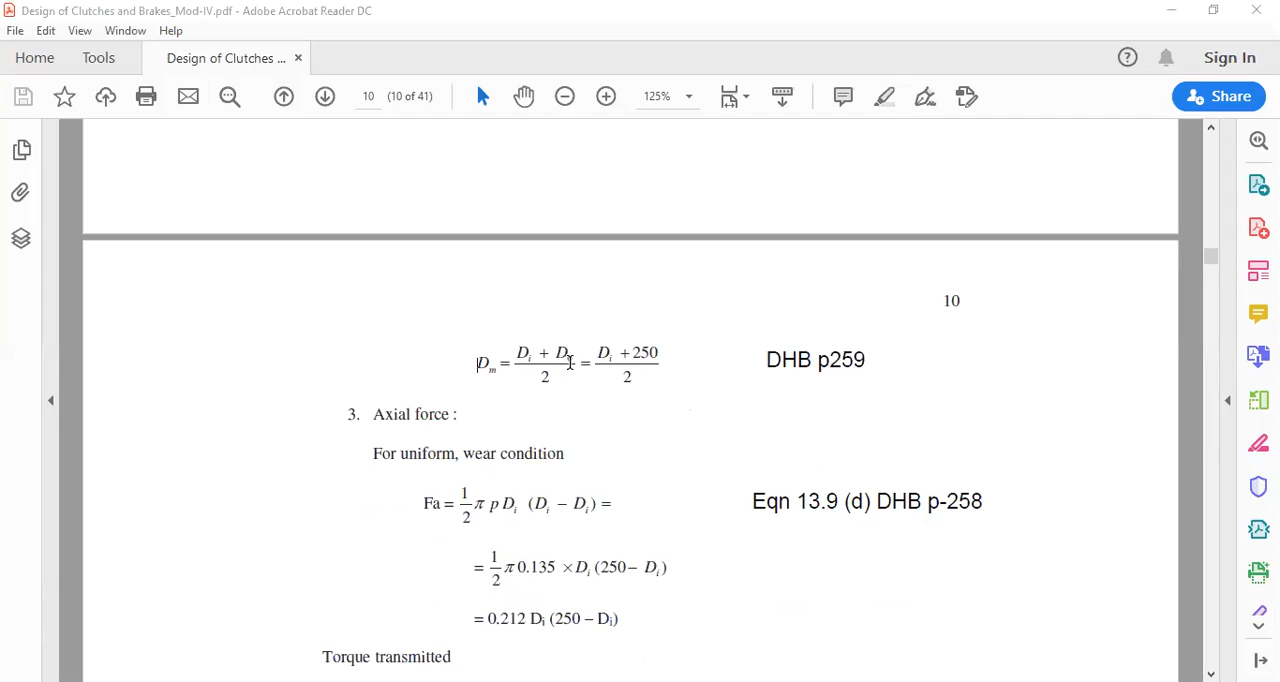 Design of Clutches and Brakes_Mod-IV.pdf - Adobe Acrobat Reader DC
File Edit View Window Help
Home Tools Design of Clutches ... × Sign In
10 (10 of 41) 125% Share
10
Dm = (Di + D)/2 = (Di + 250)/2 DHB p259
3. Axial force :
For uniform, wear condition
Fa = 1/2 π p Di (Di − Di) = Eqn 13.9 (d) DHB p-258
= 1/2 π 0.135 ×Di (250− Di)
= 0.212 Di (250 – Di)
Torque transmitted